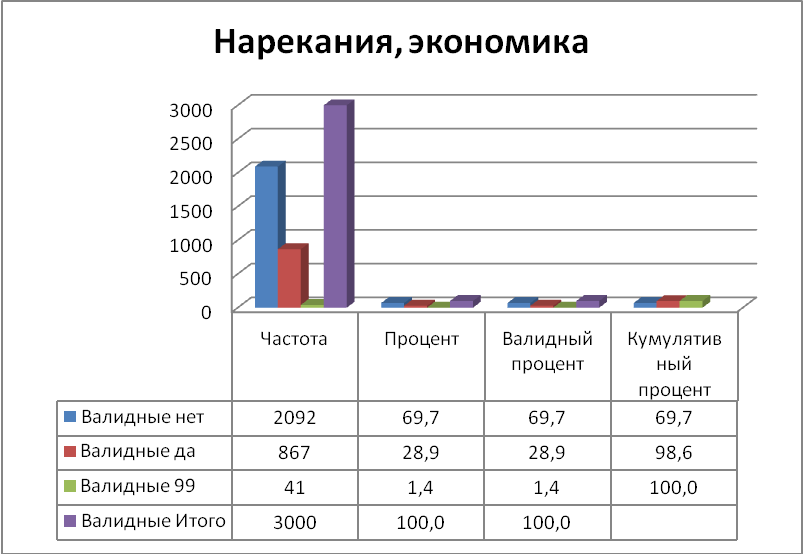 Нарекания, экономика
3000
2500
2000
1500
1000
500
0
Частота Процент Валидный процент Кумулятив ный процент
Валидные нет 2092 69,7 69,7 69,7
Валидные да 867 28,9 28,9 98,6
Валидные 99 41 1,4 1,4 100,0
Валидные Итого 3000 100,0 100,0